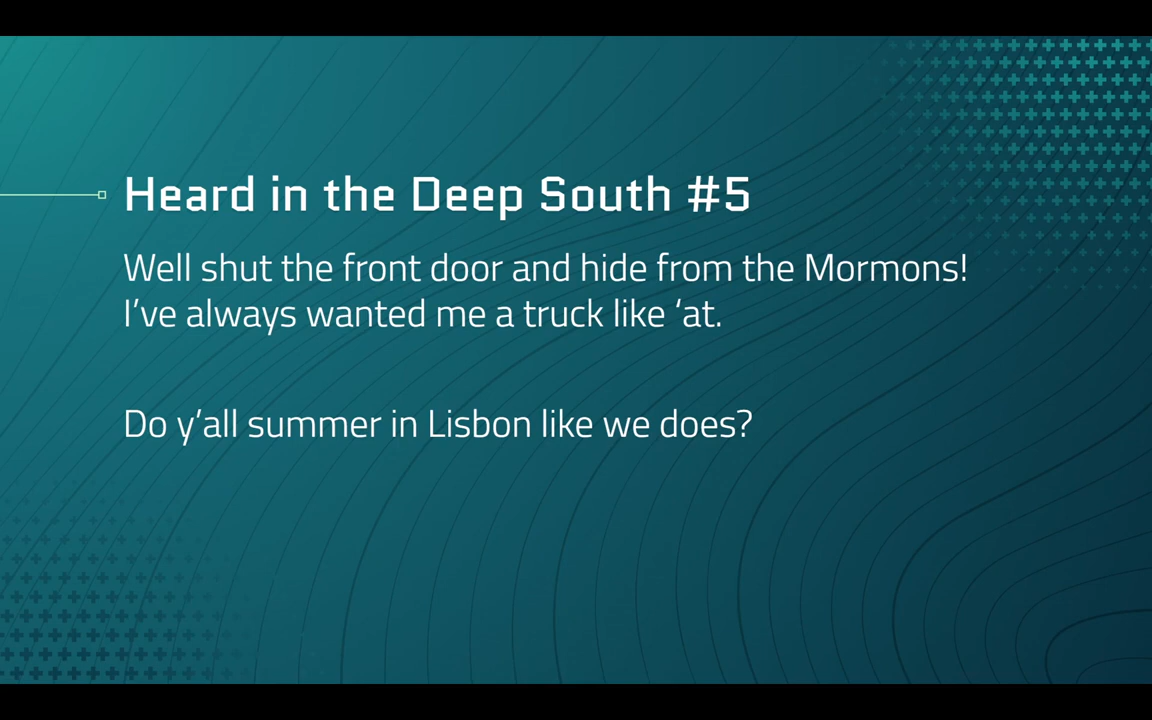 Heard in the Deep South #5
Well shut the front door and hide from the Mormons!
I’ve always wanted me a truck like ‘at.
Do y’all summer in Lisbon like we does?